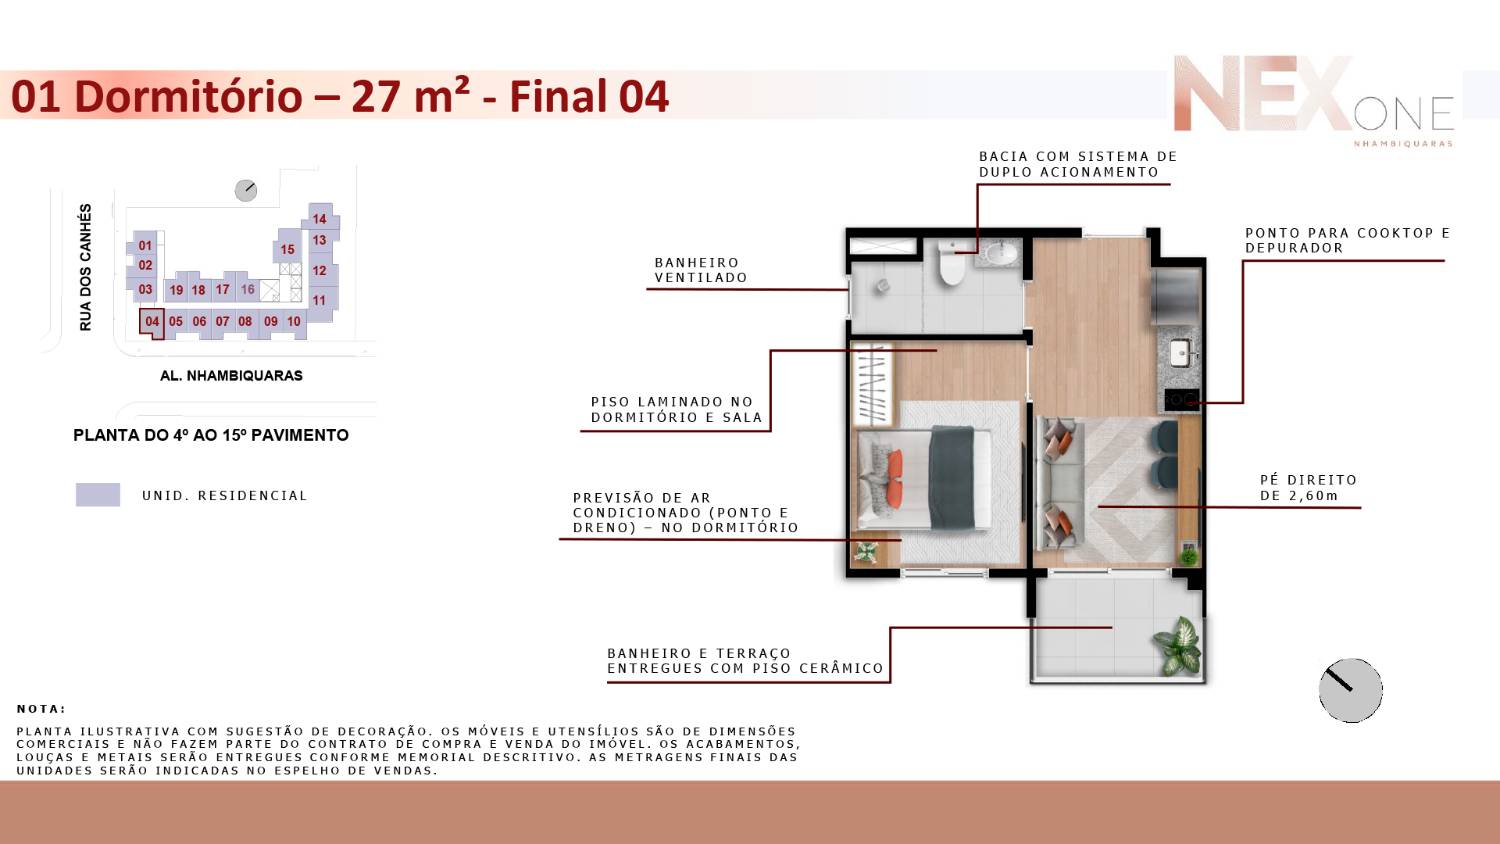 01 Dormitório – 27 m² - Final 04
NEX ONE
NHAMBIQUARAS
BACIA COM SISTEMA DE
DUPLO ACIONAMENTO
PONTO PARA COOKTOP E
DEPURADOR
BANHEIRO
VENTILADO
PISO LAMINADO NO
DORMITÓRIO E SALA
PREVISÃO DE AR
CONDICIONADO (PONTO E
DRENO) – NO DORMITÓRIO
PÉ DIREITO
DE 2,60m
BANHEIRO E TERRAÇO
ENTREGUES COM PISO CERÂMICO
RUA DOS CANHÉS
14
01
13
15
02
12
03
19
18
17
16
11
04
05
06
07
08
09
10
AL. NHAMBIQUARAS
PLANTA DO 4º AO 15º PAVIMENTO
UNID. RESIDENCIAL
NOTA:
PLANTA ILUSTRATIVA COM SUGESTÃO DE DECORAÇÃO. OS MÓVEIS E UTENSÍLIOS SÃO DE DIMENSÕES
COMERCIAIS E NÃO FAZEM PARTE DO CONTRATO DE COMPRA E VENDA DO IMÓVEL. OS ACABAMENTOS,
LOUÇAS E METAIS SERÃO ENTREGUES CONFORME MEMORIAL DESCRITIVO. AS METRAGENS FINAIS DAS
UNIDADES SERÃO INDICADAS NO ESPELHO DE VENDAS.